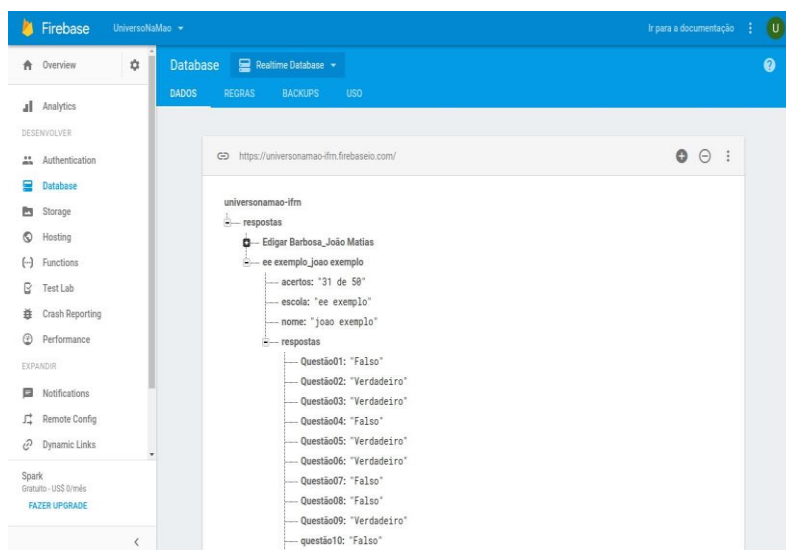 Firebase UniversoNaMao Ir para a documentação U
Overview
Analytics
DESENVOLVER
Authentication
Database
Storage
Hosting
Functions
Test Lab
Crash Reporting
Performance
EXPANDIR
Notifications
Remote Config
Dynamic Links
Spark
Gratuito - US$ 0/mês
FAZER UPGRADE
Database Realtime Database
DADOS REGRAS BACKUPS USO
https://universonamao-ifrn.firebaseio.com/
universonamao-ifrn
respostas
Edigar Barbosa_João Matias
ee exemplo_joao exemplo
acertos: "31 de 50"
escola: "ee exemplo"
nome: "joao exemplo"
respostas
Questão01: "Falso"
Questão02: "Verdadeiro"
Questão03: "Verdadeiro"
Questão04: "Falso"
Questão05: "Verdadeiro"
Questão06: "Verdadeiro"
Questão07: "Falso"
Questão08: "Falso"
Questão09: "Verdadeiro"
questão10: "Falso"